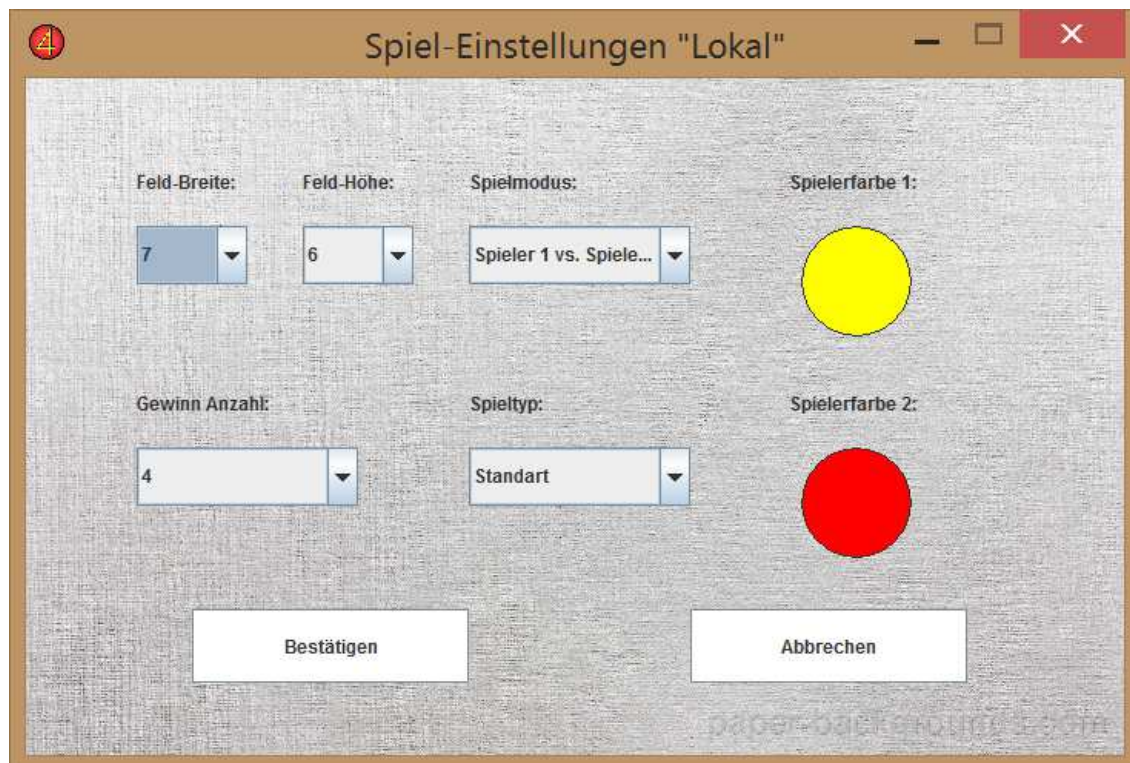 Spiel-Einstellungen "Lokal"
Feld-Breite: Feld-Höhe: Spielmodus: Spielerfarbe 1:
7 6 Spieler 1 vs. Spiele...
Gewinn Anzahl: Spieltyp: Spielerfarbe 2:
4 Standart
Bestätigen Abbrechen